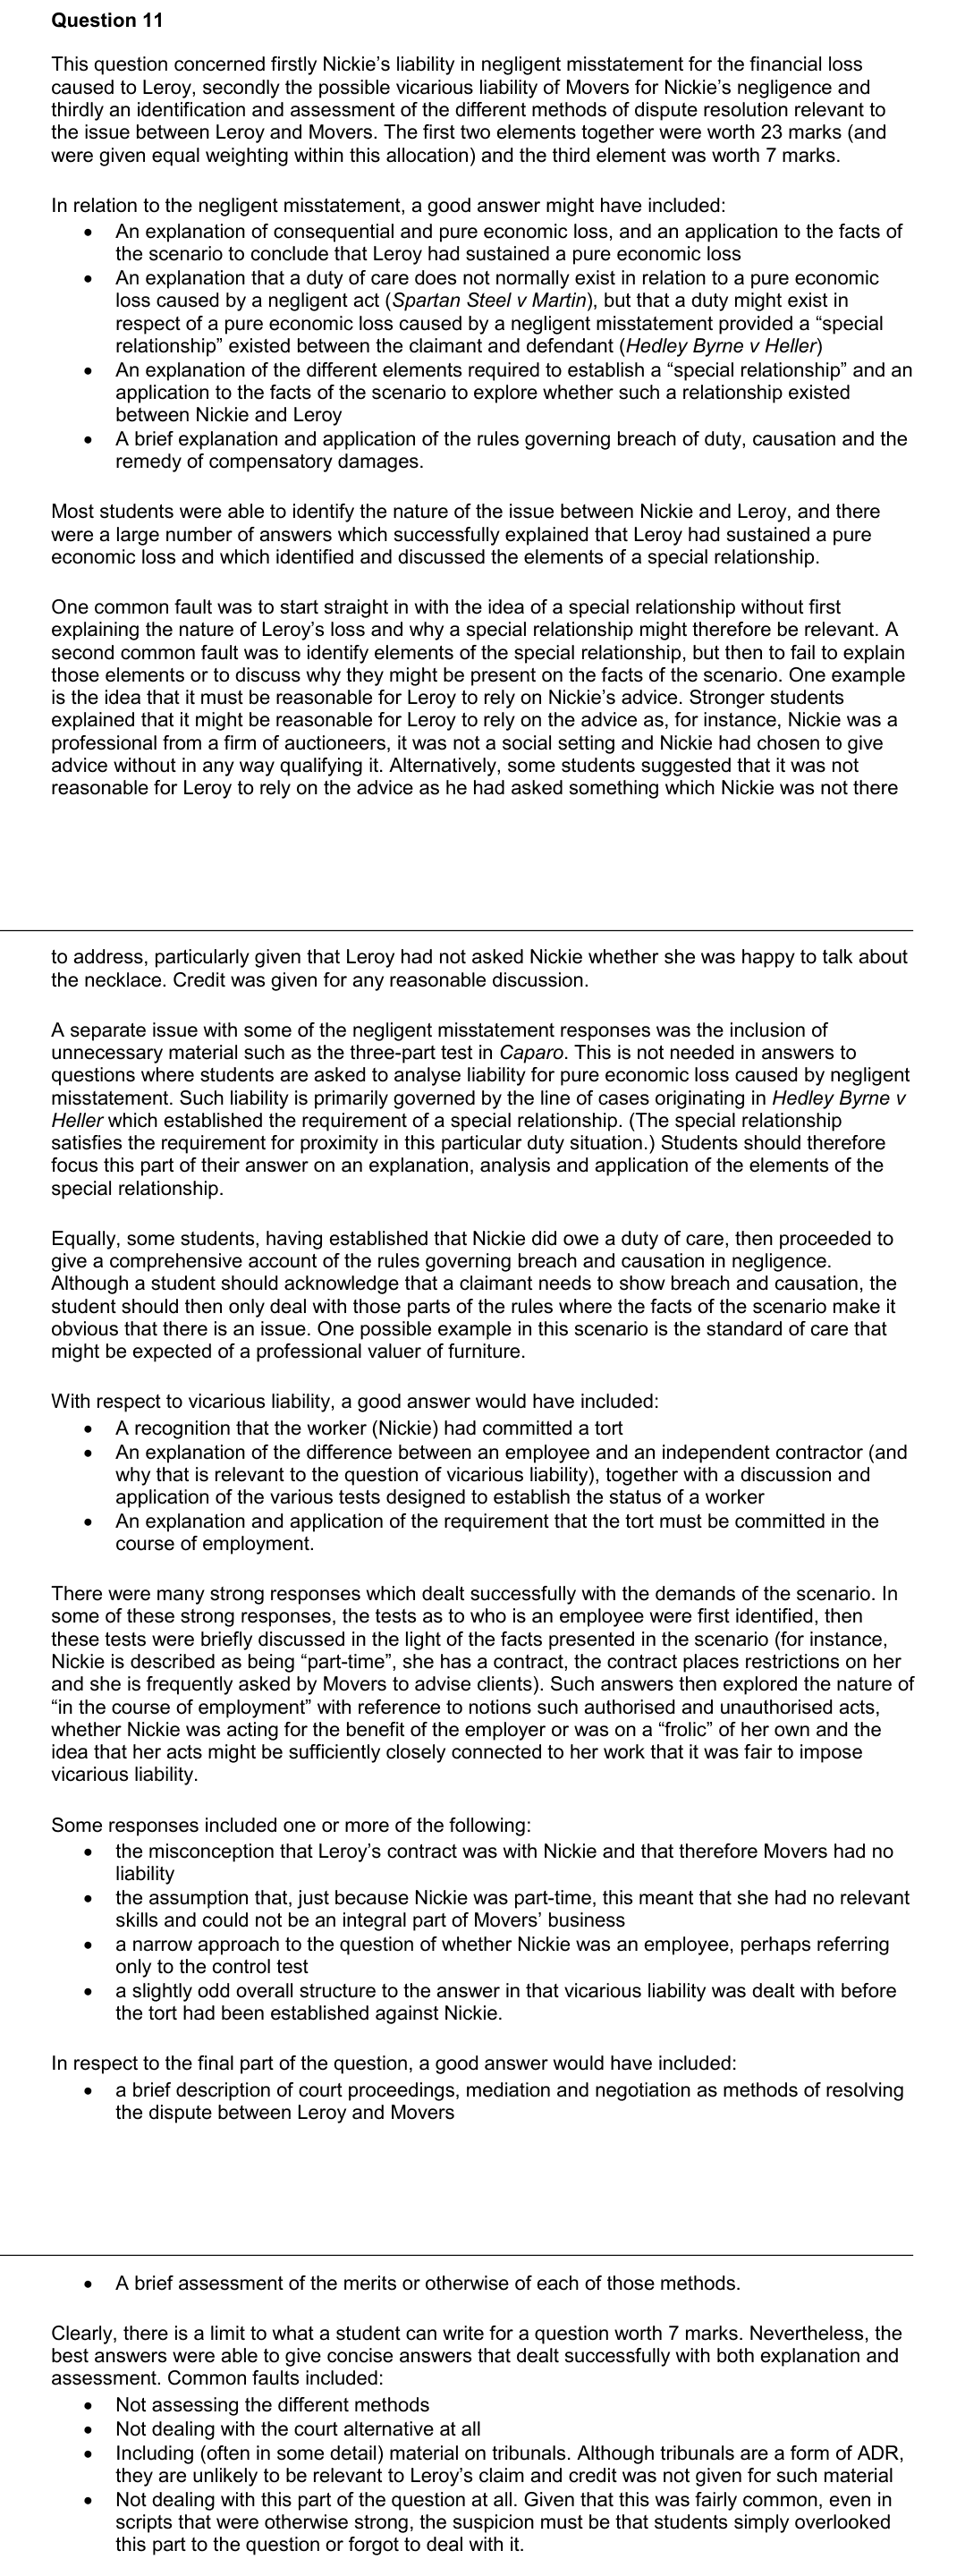 Question 11
This question concerned firstly Nickie’s liability in negligent misstatement for the financial loss
caused to Leroy, secondly the possible vicarious liability of Movers for Nickie’s negligence and
thirdly an identification and assessment of the different methods of dispute resolution relevant to
the issue between Leroy and Movers. The first two elements together were worth 23 marks (and
were given equal weighting within this allocation) and the third element was worth 7 marks.
In relation to the negligent misstatement, a good answer might have included:
• An explanation of consequential and pure economic loss, and an application to the facts of
the scenario to conclude that Leroy had sustained a pure economic loss
• An explanation that a duty of care does not normally exist in relation to a pure economic
loss caused by a negligent act (Spartan Steel v Martin), but that a duty might exist in
respect of a pure economic loss caused by a negligent misstatement provided a “special
relationship” existed between the claimant and defendant (Hedley Byrne v Heller)
• An explanation of the different elements required to establish a “special relationship” and an
application to the facts of the scenario to explore whether such a relationship existed
between Nickie and Leroy
• A brief explanation and application of the rules governing breach of duty, causation and the
remedy of compensatory damages.
Most students were able to identify the nature of the issue between Nickie and Leroy, and there
were a large number of answers which successfully explained that Leroy had sustained a pure
economic loss and which identified and discussed the elements of a special relationship.
One common fault was to start straight in with the idea of a special relationship without first
explaining the nature of Leroy’s loss and why a special relationship might therefore be relevant. A
second common fault was to identify elements of the special relationship, but then to fail to explain
those elements or to discuss why they might be present on the facts of the scenario. One example
is the idea that it must be reasonable for Leroy to rely on Nickie’s advice. Stronger students
explained that it might be reasonable for Leroy to rely on the advice as, for instance, Nickie was a
professional from a firm of auctioneers, it was not a social setting and Nickie had chosen to give
advice without in any way qualifying it. Alternatively, some students suggested that it was not
reasonable for Leroy to rely on the advice as he had asked something which Nickie was not there
to address, particularly given that Leroy had not asked Nickie whether she was happy to talk about
the necklace. Credit was given for any reasonable discussion.
A separate issue with some of the negligent misstatement responses was the inclusion of
unnecessary material such as the three-part test in Caparo. This is not needed in answers to
questions where students are asked to analyse liability for pure economic loss caused by negligent
misstatement. Such liability is primarily governed by the line of cases originating in Hedley Byrne v
Heller which established the requirement of a special relationship. (The special relationship
satisfies the requirement for proximity in this particular duty situation.) Students should therefore
focus this part of their answer on an explanation, analysis and application of the elements of the
special relationship.
Equally, some students, having established that Nickie did owe a duty of care, then proceeded to
give a comprehensive account of the rules governing breach and causation in negligence.
Although a student should acknowledge that a claimant needs to show breach and causation, the
student should then only deal with those parts of the rules where the facts of the scenario make it
obvious that there is an issue. One possible example in this scenario is the standard of care that
might be expected of a professional valuer of furniture.
With respect to vicarious liability, a good answer would have included:
• A recognition that the worker (Nickie) had committed a tort
• An explanation of the difference between an employee and an independent contractor (and
why that is relevant to the question of vicarious liability), together with a discussion and
application of the various tests designed to establish the status of a worker
• An explanation and application of the requirement that the tort must be committed in the
course of employment.
There were many strong responses which dealt successfully with the demands of the scenario. In
some of these strong responses, the tests as to who is an employee were first identified, then
these tests were briefly discussed in the light of the facts presented in the scenario (for instance,
Nickie is described as being “part-time”, she has a contract, the contract places restrictions on her
and she is frequently asked by Movers to advise clients). Such answers then explored the nature of
“in the course of employment” with reference to notions such authorised and unauthorised acts,
whether Nickie was acting for the benefit of the employer or was on a “frolic” of her own and the
idea that her acts might be sufficiently closely connected to her work that it was fair to impose
vicarious liability.
Some responses included one or more of the following:
• the misconception that Leroy’s contract was with Nickie and that therefore Movers had no
liability
• the assumption that, just because Nickie was part-time, this meant that she had no relevant
skills and could not be an integral part of Movers’ business
• a narrow approach to the question of whether Nickie was an employee, perhaps referring
only to the control test
• a slightly odd overall structure to the answer in that vicarious liability was dealt with before
the tort had been established against Nickie.
In respect to the final part of the question, a good answer would have included:
• a brief description of court proceedings, mediation and negotiation as methods of resolving
the dispute between Leroy and Movers
• A brief assessment of the merits or otherwise of each of those methods.
Clearly, there is a limit to what a student can write for a question worth 7 marks. Nevertheless, the
best answers were able to give concise answers that dealt successfully with both explanation and
assessment. Common faults included:
• Not assessing the different methods
• Not dealing with the court alternative at all
• Including (often in some detail) material on tribunals. Although tribunals are a form of ADR,
they are unlikely to be relevant to Leroy’s claim and credit was not given for such material
• Not dealing with this part of the question at all. Given that this was fairly common, even in
scripts that were otherwise strong, the suspicion must be that students simply overlooked
this part to the question or forgot to deal with it.